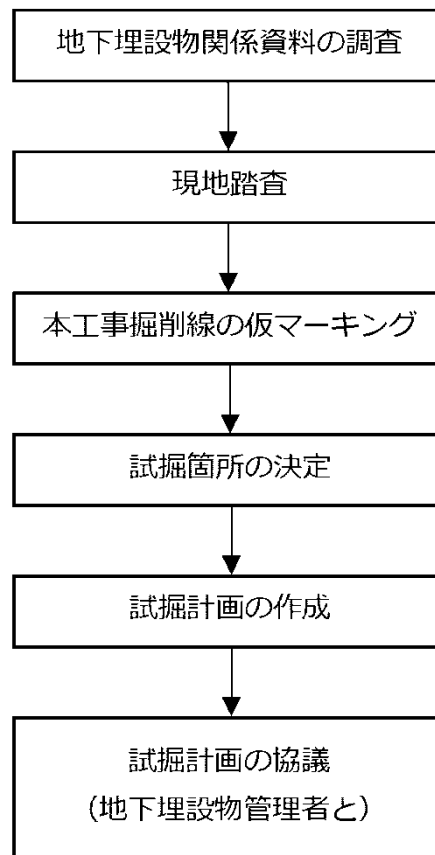 地下埋設物関係資料の調査
現地踏査
本工事掘削線の仮マーキング
試掘箇所の決定
試掘計画の作成
試掘計画の協議
（地下埋設物管理者と）